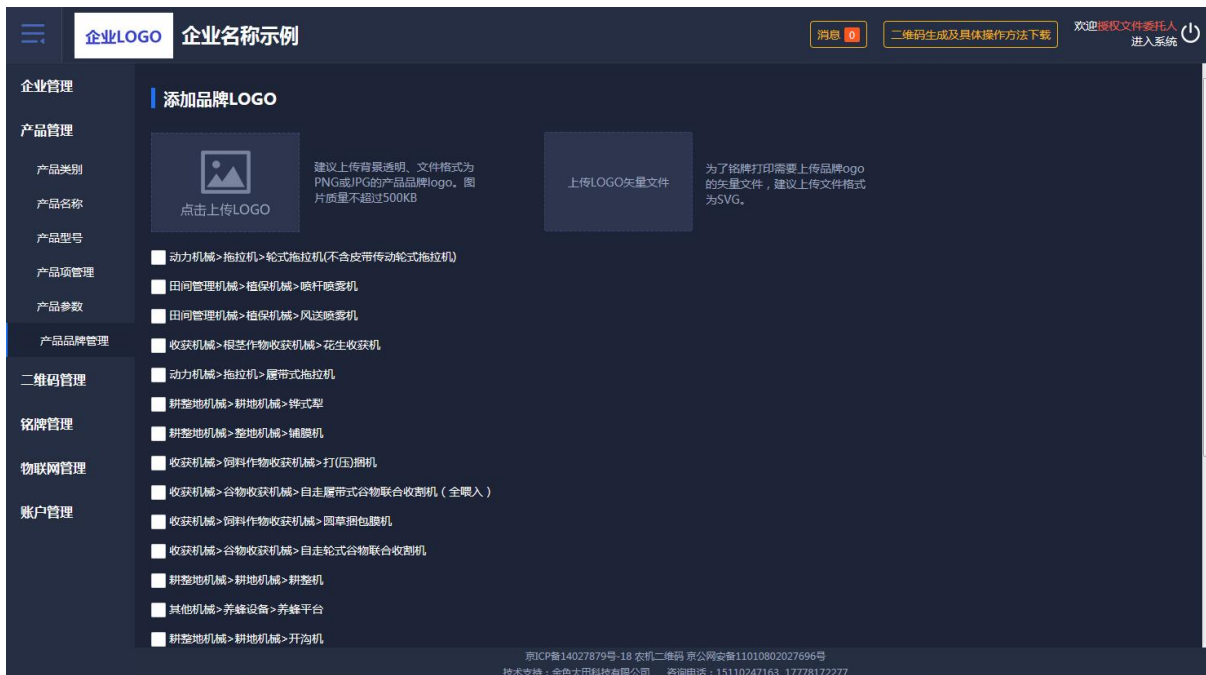 企业LOGO
企业名称示例
消息 0
二维码生成及具体操作方法下载
欢迎授权文件委托人
进入系统
企业管理
产品管理
产品类别
产品名称
产品型号
产品项管理
产品参数
产品品牌管理
二维码管理
铭牌管理
物联网管理
账户管理
添加品牌LOGO
点击上传LOGO
建议上传背景透明、文件格式为
PNG或JPG的产品品牌logo。图
片质量不超过500KB
上传LOGO矢量文件
为了铭牌打印需要上传品牌ogo
的矢量文件，建议上传文件格式
为SVG。
动力机械>拖拉机>轮式拖拉机(不含皮带传动轮式拖拉机)
田间管理机械>植保机械>喷杆喷雾机
田间管理机械>植保机械>风送喷雾机
收获机械>根茎作物收获机械>花生收获机
动力机械>拖拉机>履带式拖拉机
耕整地机械>耕地机械>铧式犁
耕整地机械>整地机械>铺膜机
收获机械>饲料作物收获机械>打(压)捆机
收获机械>谷物收获机械>自走履带式谷物联合收割机（全喂入）
收获机械>饲料作物收获机械>圆草捆包膜机
收获机械>谷物收获机械>自走轮式谷物联合收割机
耕整地机械>耕地机械>耕整机
其他机械>养蜂设备>养蜂平台
耕整地机械>耕地机械>开沟机
京ICP备14027879号-18 农机二维码 京公网安备11010802027696号
技术支持：金色大田科技有限公司 咨询电话：15110247163 17778172277